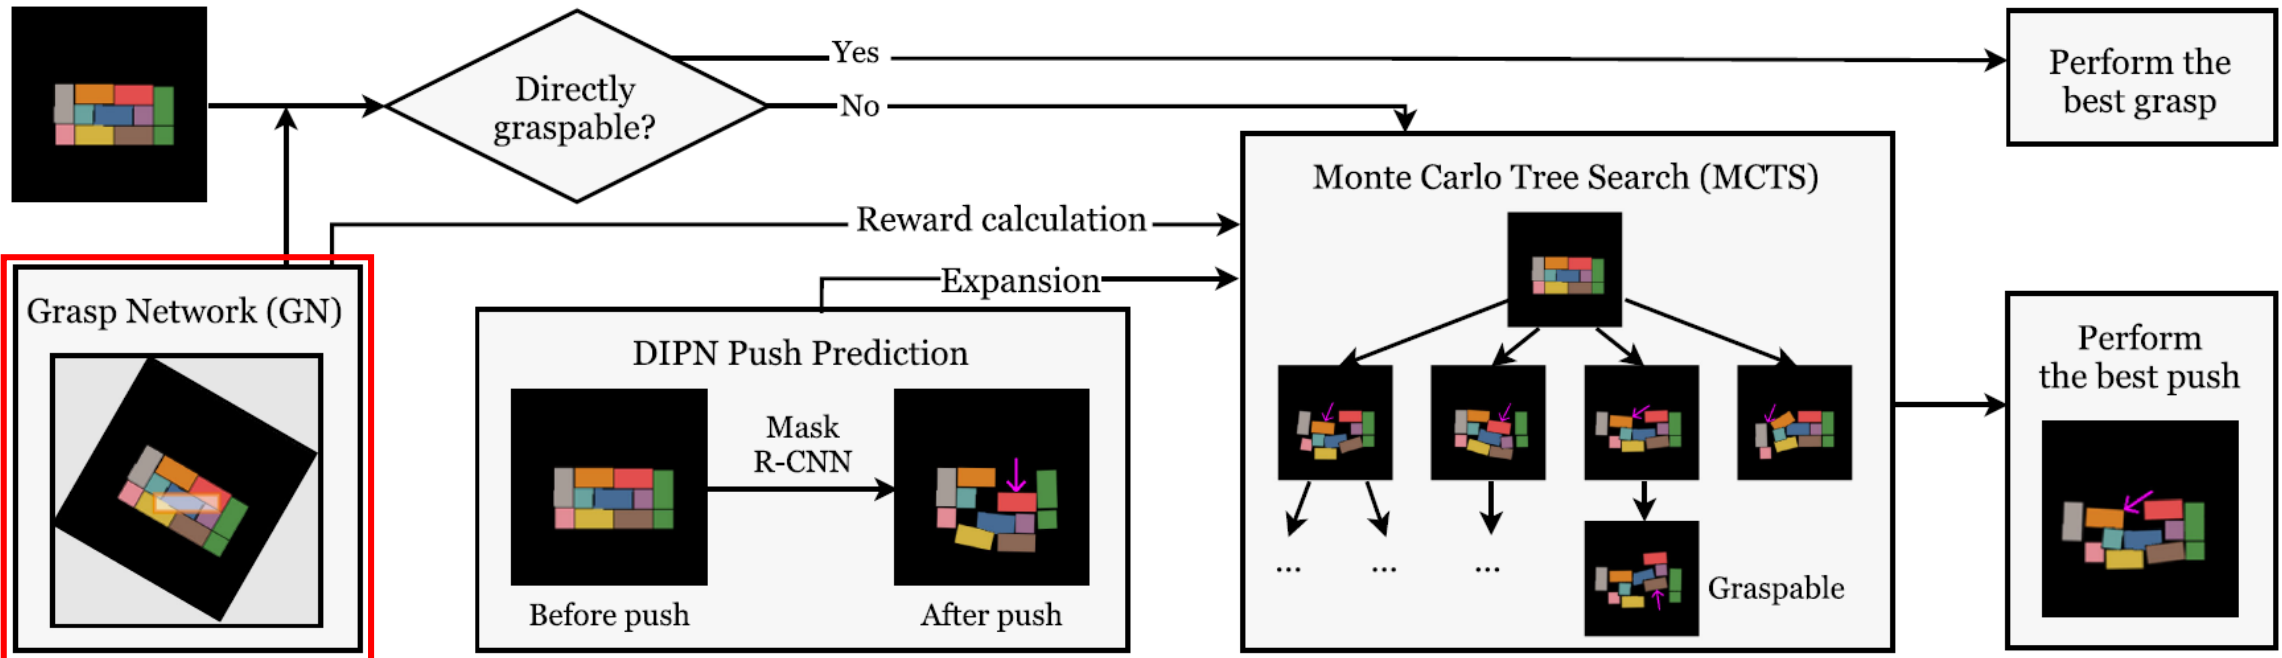 Directly
graspable?
Yes
No
Perform the
best grasp
Reward calculation
Expansion
Grasp Network (GN)
DIPN Push Prediction
Mask
R-CNN
Before push
After push
Monte Carlo Tree Search (MCTS)
...
...
...
Graspable
Perform
the best push